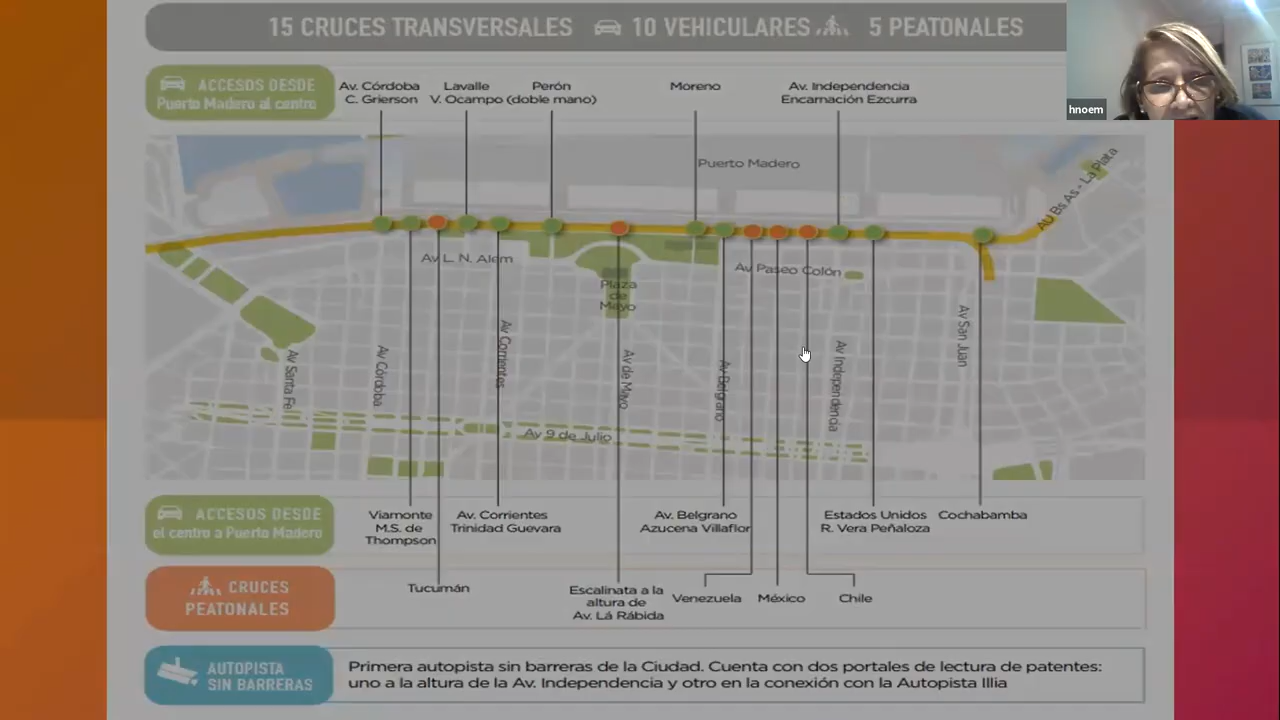 15 CRUCES TRANSVERSALES 10 VEHICULARES 5 PEATONALES
hnoem
ACCESOS DESDE
Puerto Madero al centro
Av. Córdoba
C. Grierson
Lavalle
V. Ocampo
Perón
(doble mano)
Moreno
Av. Independencia
Encarnación Ezcurra
Puerto Madero
AU Bs As - La Plata
Av L. N. Alem
Av Paseo Colón
Plaza
de
Mayo
Av Santa Fe
Av Córdoba
Av Corrientes
Av de Mayo
Av Belgrano
Av Independencia
Av San Juan
Av 9 de Julio
ACCESOS DESDE
el centro a Puerto Madero
Viamonte
M.S. de
Thompson
Av. Corrientes
Trinidad Guevara
Av. Belgrano
Azucena Villaflor
Estados Unidos
R. Vera Peñaloza
Cochabamba
CRUCES
PEATONALES
Tucumán
Escalinata a la
altura de
Av. Lá Rábida
Venezuela
México
Chile
AUTOPISTA
SIN BARRERAS
Primera autopista sin barreras de la Ciudad. Cuenta con dos portales de lectura de patentes:
uno a la altura de la Av. Independencia y otro en la conexión con la Autopista Illia